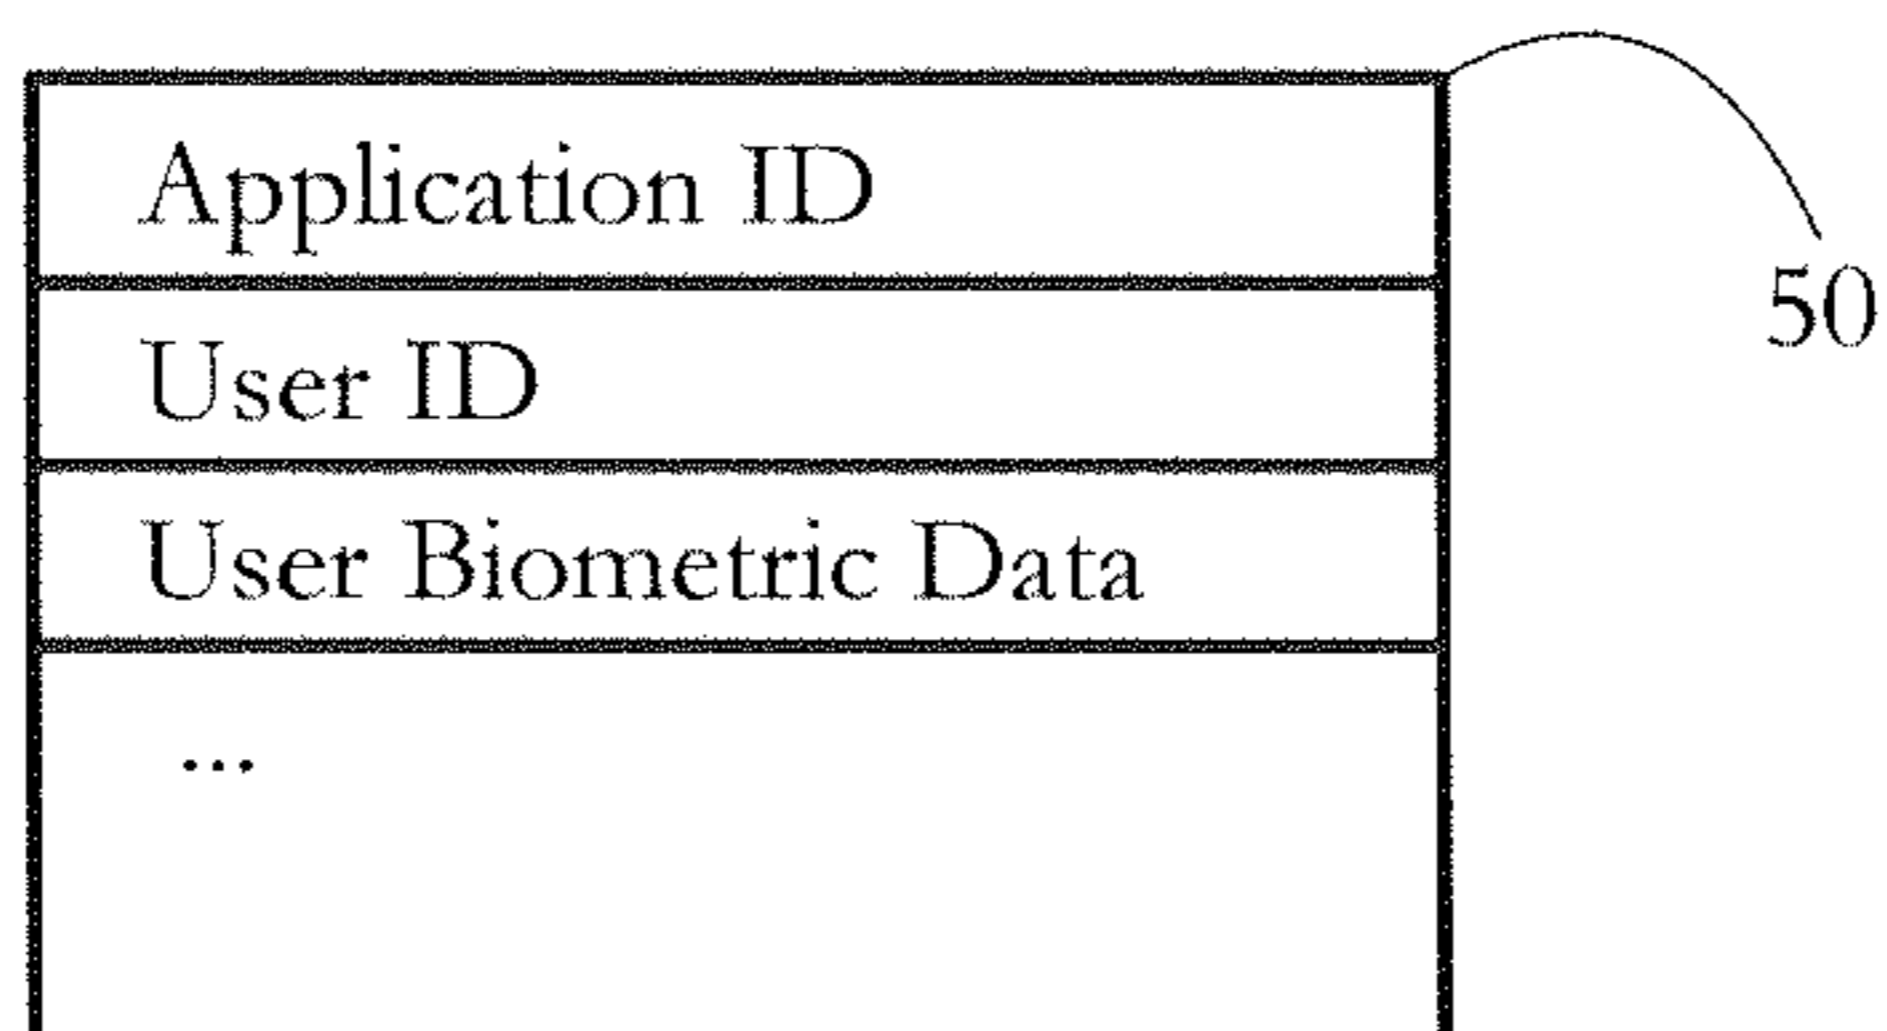 Application ID
50
User ID
User Biometric Data
...